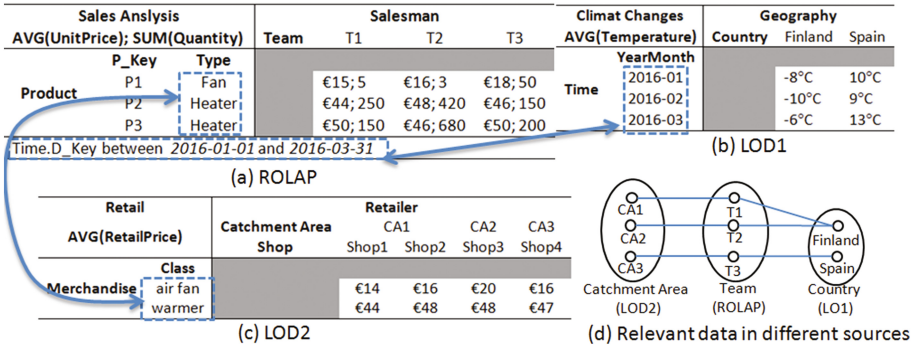 Sales Anslysis Salesman
AVG(UnitPrice); SUM(Quantity) Team T1 T2 T3
P_Key Type
Product P1 Fan €15; 5 €16; 3 €18; 50
P2 Heater €44; 250 €48; 420 €46; 150
P3 Heater €50; 150 €46; 680 €50; 200
Time.D_Key between 2016-01-01 and 2016-03-31
(a) ROLAP
Climat Changes Geography
AVG(Temperature) Country Finland Spain
YearMonth
Time 2016-01 -8°C 10°C
2016-02 -10°C 9°C
2016-03 -6°C 13°C
(b) LOD1
Retail Retailer
AVG(RetailPrice) Catchment Area CA1 CA2 CA3
Shop Shop1 Shop2 Shop3 Shop4
Class
Merchandise air fan €14 €16 €20 €16
warmer €44 €48 €48 €47
(c) LOD2
CA1 T1
CA2 T2 Finland
CA3 T3 Spain
Catchment Area Team Country
(LOD2) (ROLAP) (LO1)
(d) Relevant data in different sources